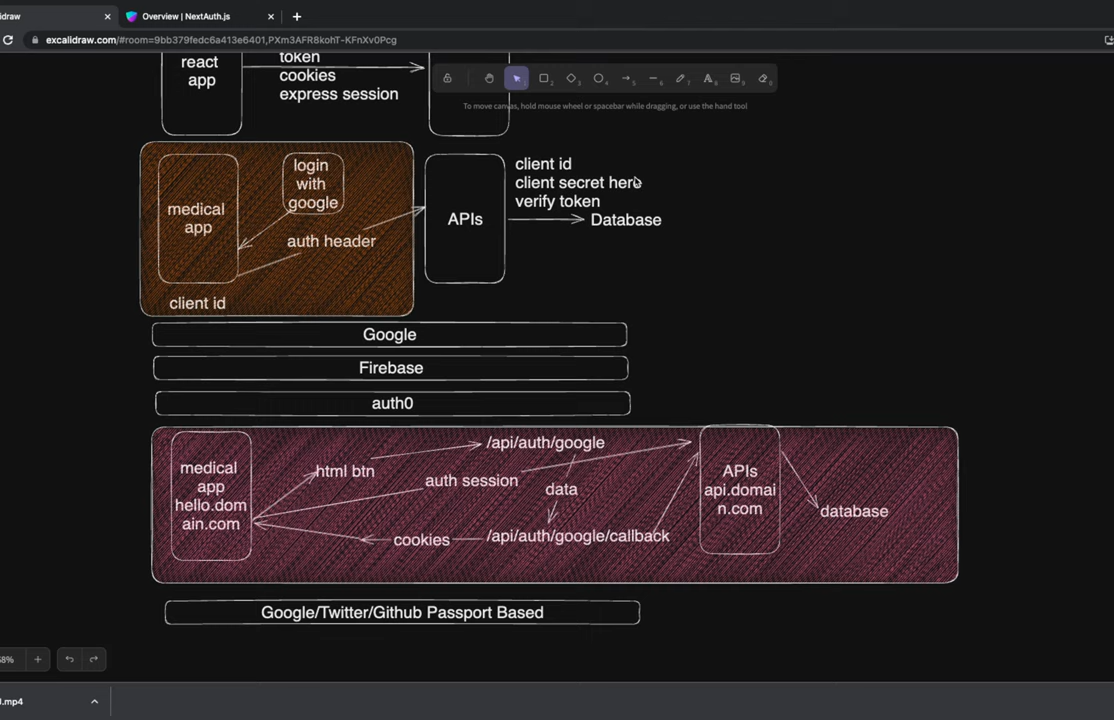 draw
Overview | NextAuth.js
excalidraw.com/#room=9bb379fedc6a413e6401,PXm3AFR8kohT-KFnXv0Pcg
react
app
token
cookies
express session
To move canvas, hold mouse wheel or spacebar while dragging, or use the hand tool
login
with
google
medical
app
auth header
client id
APIs
client id
client secret here
verify token
Database
Google
Firebase
auth0
medical
app
hello.dom
ain.com
html btn
/api/auth/google
auth session
data
cookies
/api/auth/google/callback
APIs
api.domai
n.com
database
Google/Twitter/Github Passport Based
68%
.mp4